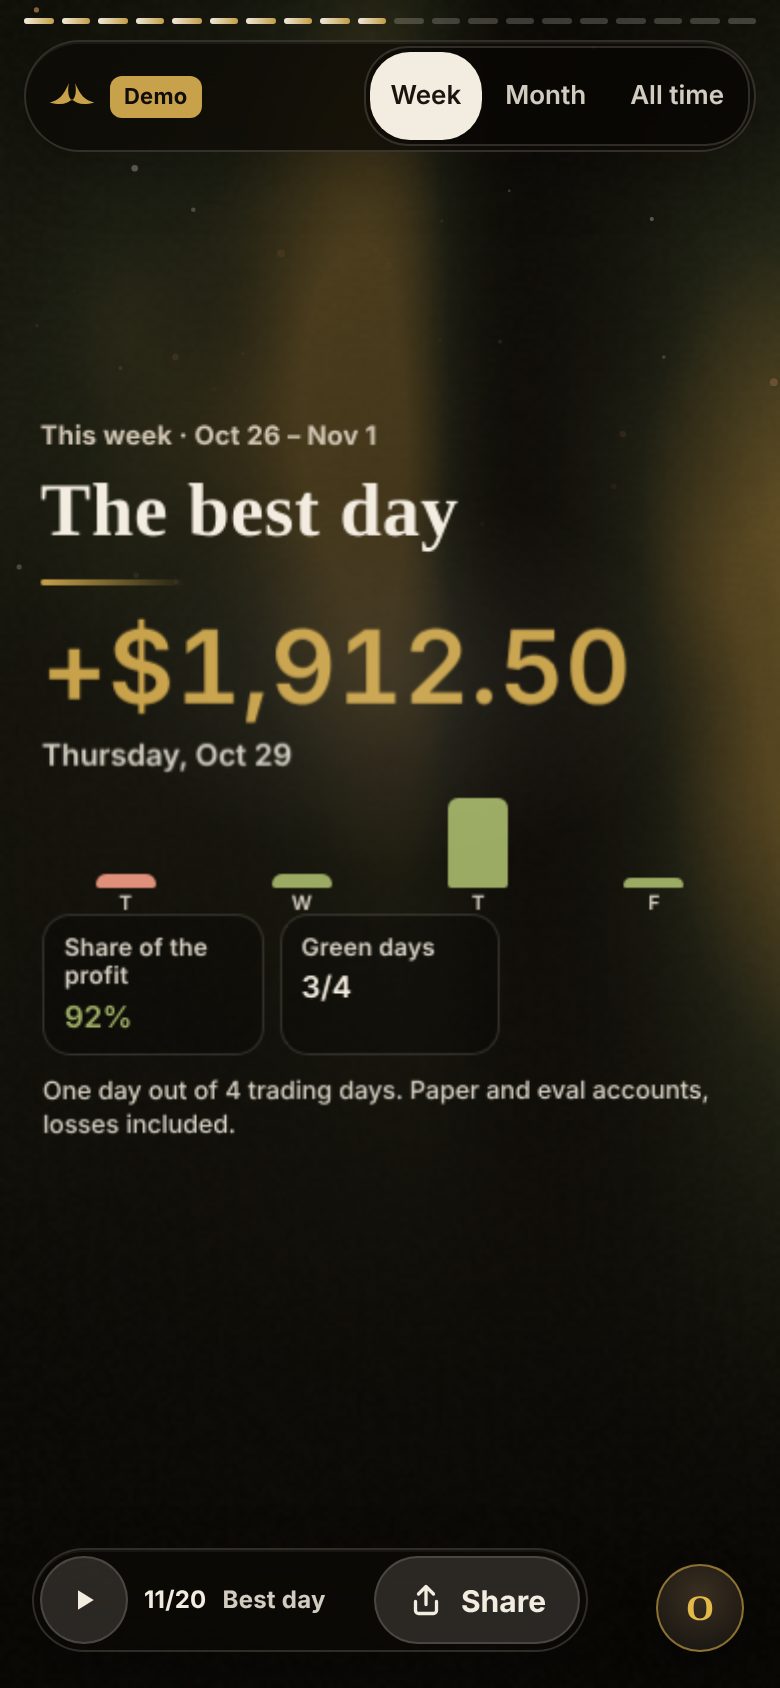 Demo
Week
Month
All time
This week · Oct 26 – Nov 1
The best day
+$1,912.50
Thursday, Oct 29
T
W
T
F
Share of the
profit
92%
Green days
3/4
One day out of 4 trading days. Paper and eval accounts,
losses included.
11/20
Best day
Share
O